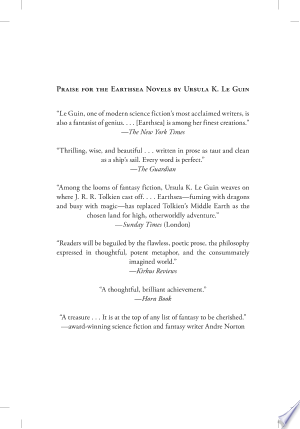 Praise for the Earthsea Novels by Ursula K. Le Guin
“Le Guin, one of modern science fiction’s most acclaimed writers, is
also a fantasist of genius. . . . [Earthsea] is among her finest creations.”
—The New York Times
“Thrilling, wise, and beautiful . . . written in prose as taut and clean
as a ship’s sail. Every word is perfect.”
—The Guardian
“Among the looms of fantasy fiction, Ursula K. Le Guin weaves on
where J. R. R. Tolkien cast off. . . . Earthsea—fuming with dragons
and busy with magic—has replaced Tolkien’s Middle Earth as the
chosen land for high, otherworldly adventure.”
—Sunday Times (London)
“Readers will be beguiled by the flawless, poetic prose, the philosophy
expressed in thoughtful, potent metaphor, and the consummately
imagined world.”
—Kirkus Reviews
“A thoughtful, brilliant achievement.”
—Horn Book
“A treasure . . . It is at the top of any list of fantasy to be cherished.”
—award-winning science fiction and fantasy writer Andre Norton